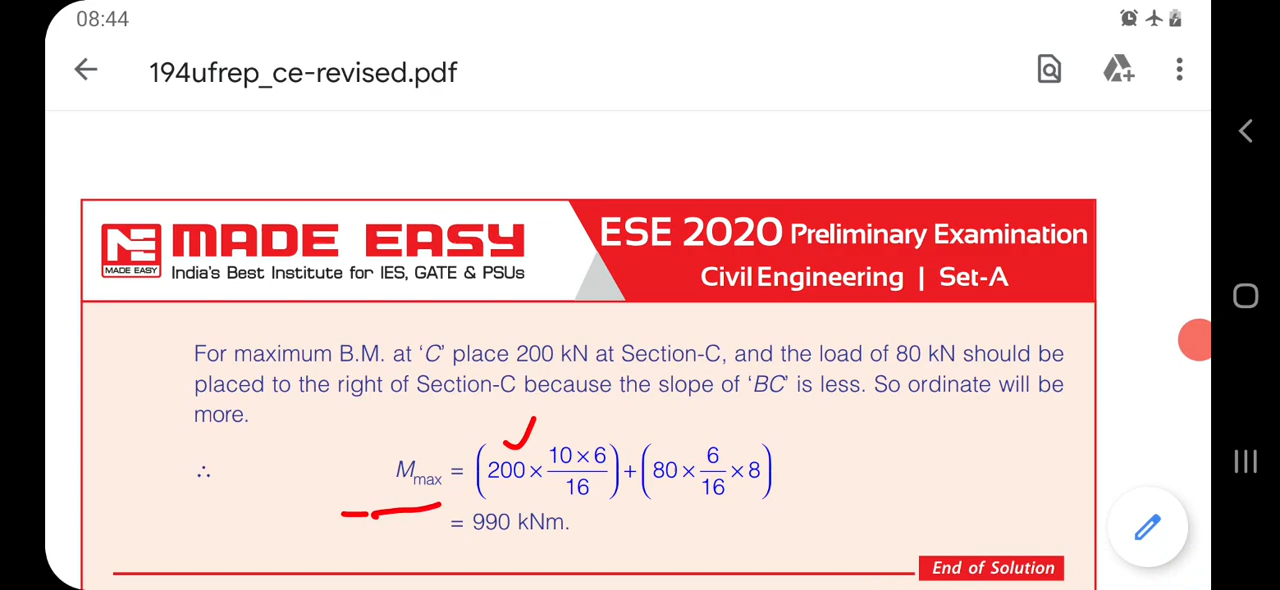 08:44
194ufrep_ce-revised.pdf
MADE EASY
MADE EASY
India's Best Institute for IES, GATE & PSUs
ESE 2020 Preliminary Examination
Civil Engineering | Set-A
For maximum B.M. at 'C' place 200 kN at Section-C, and the load of 80 kN should be
placed to the right of Section-C because the slope of 'BC' is less. So ordinate will be
more.
∴ Mmax = (200 × 10 × 6 / 16) + (80 × 6 / 16 × 8)
= 990 kNm.
End of Solution